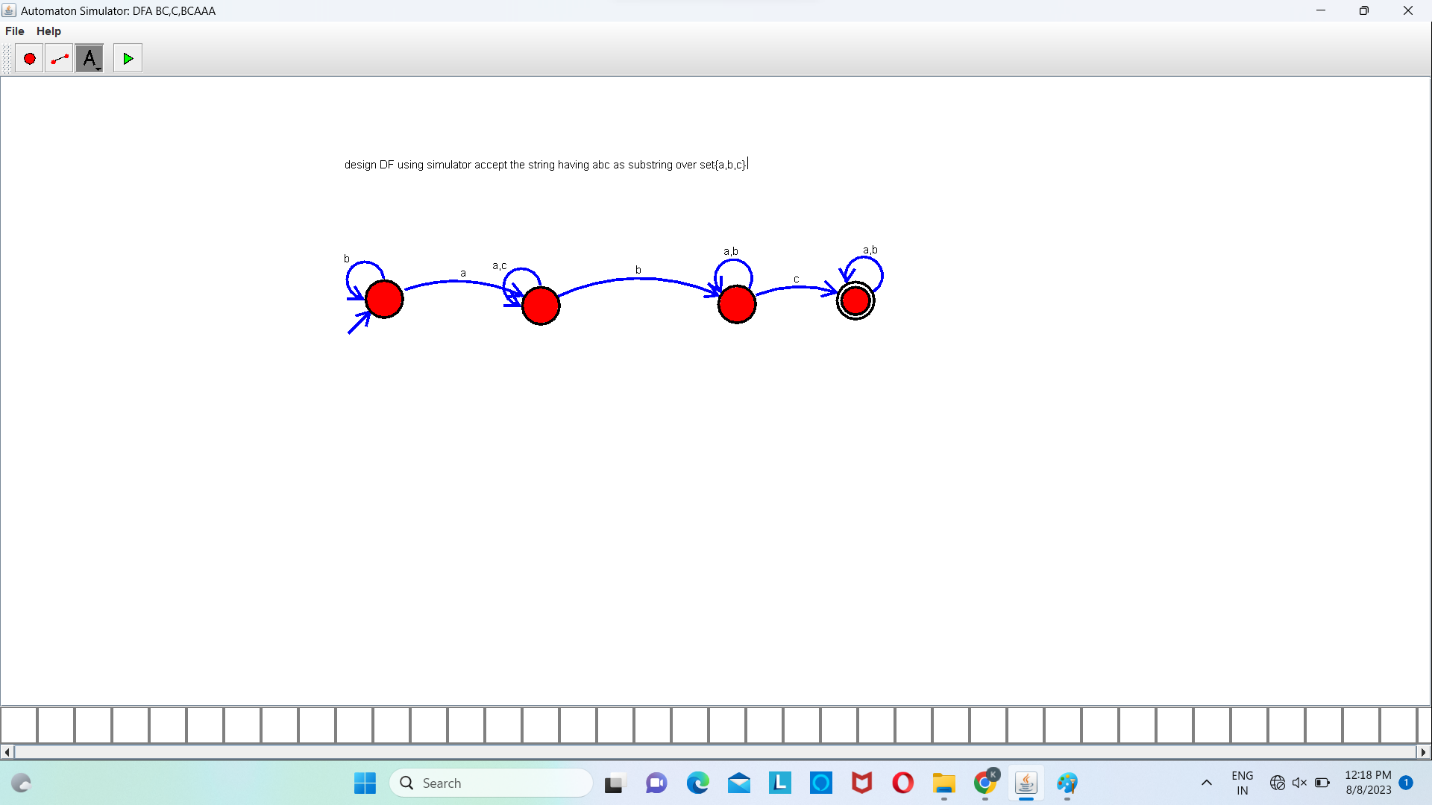 Automaton Simulator: DFA BC,C,BCAAA
File Help
A
design DF using simulator accept the string having abc as substring over set{a,b,c}
b
a
a,c
b
a,b
c
a,b
Search
L
K
ENG
IN
12:18 PM
8/8/2023
1